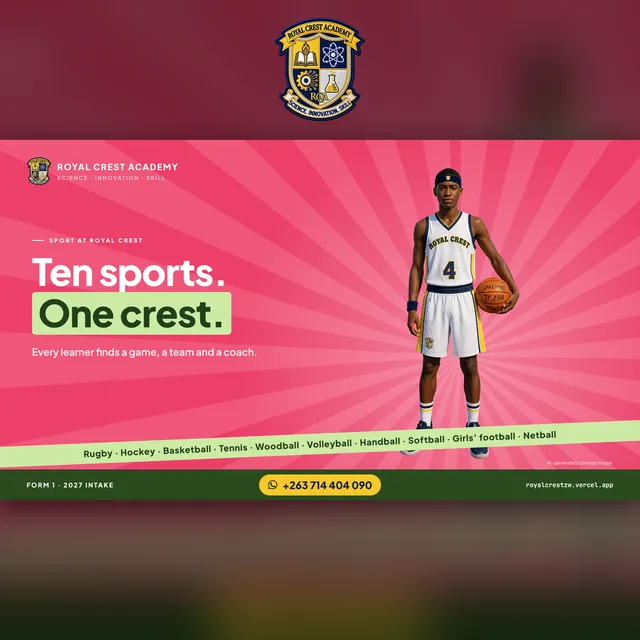 ROYAL CREST ACADEMY
RCA
SCIENCE, INNOVATION, SKILL
ROYAL CREST ACADEMY
SCIENCE · INNOVATION · SKILL
SPORT AT ROYAL CREST
Ten sports.
One crest.
Every learner finds a game, a team and a coach.
ROYAL CREST
4
SPALDING
Rugby · Hockey · Basketball · Tennis · Woodball · Volleyball · Handball · Softball · Girls' football · Netball
AI-generated concept image
FORM 1 · 2027 INTAKE
+263 714 404 090
royalcrestzw.vercel.app